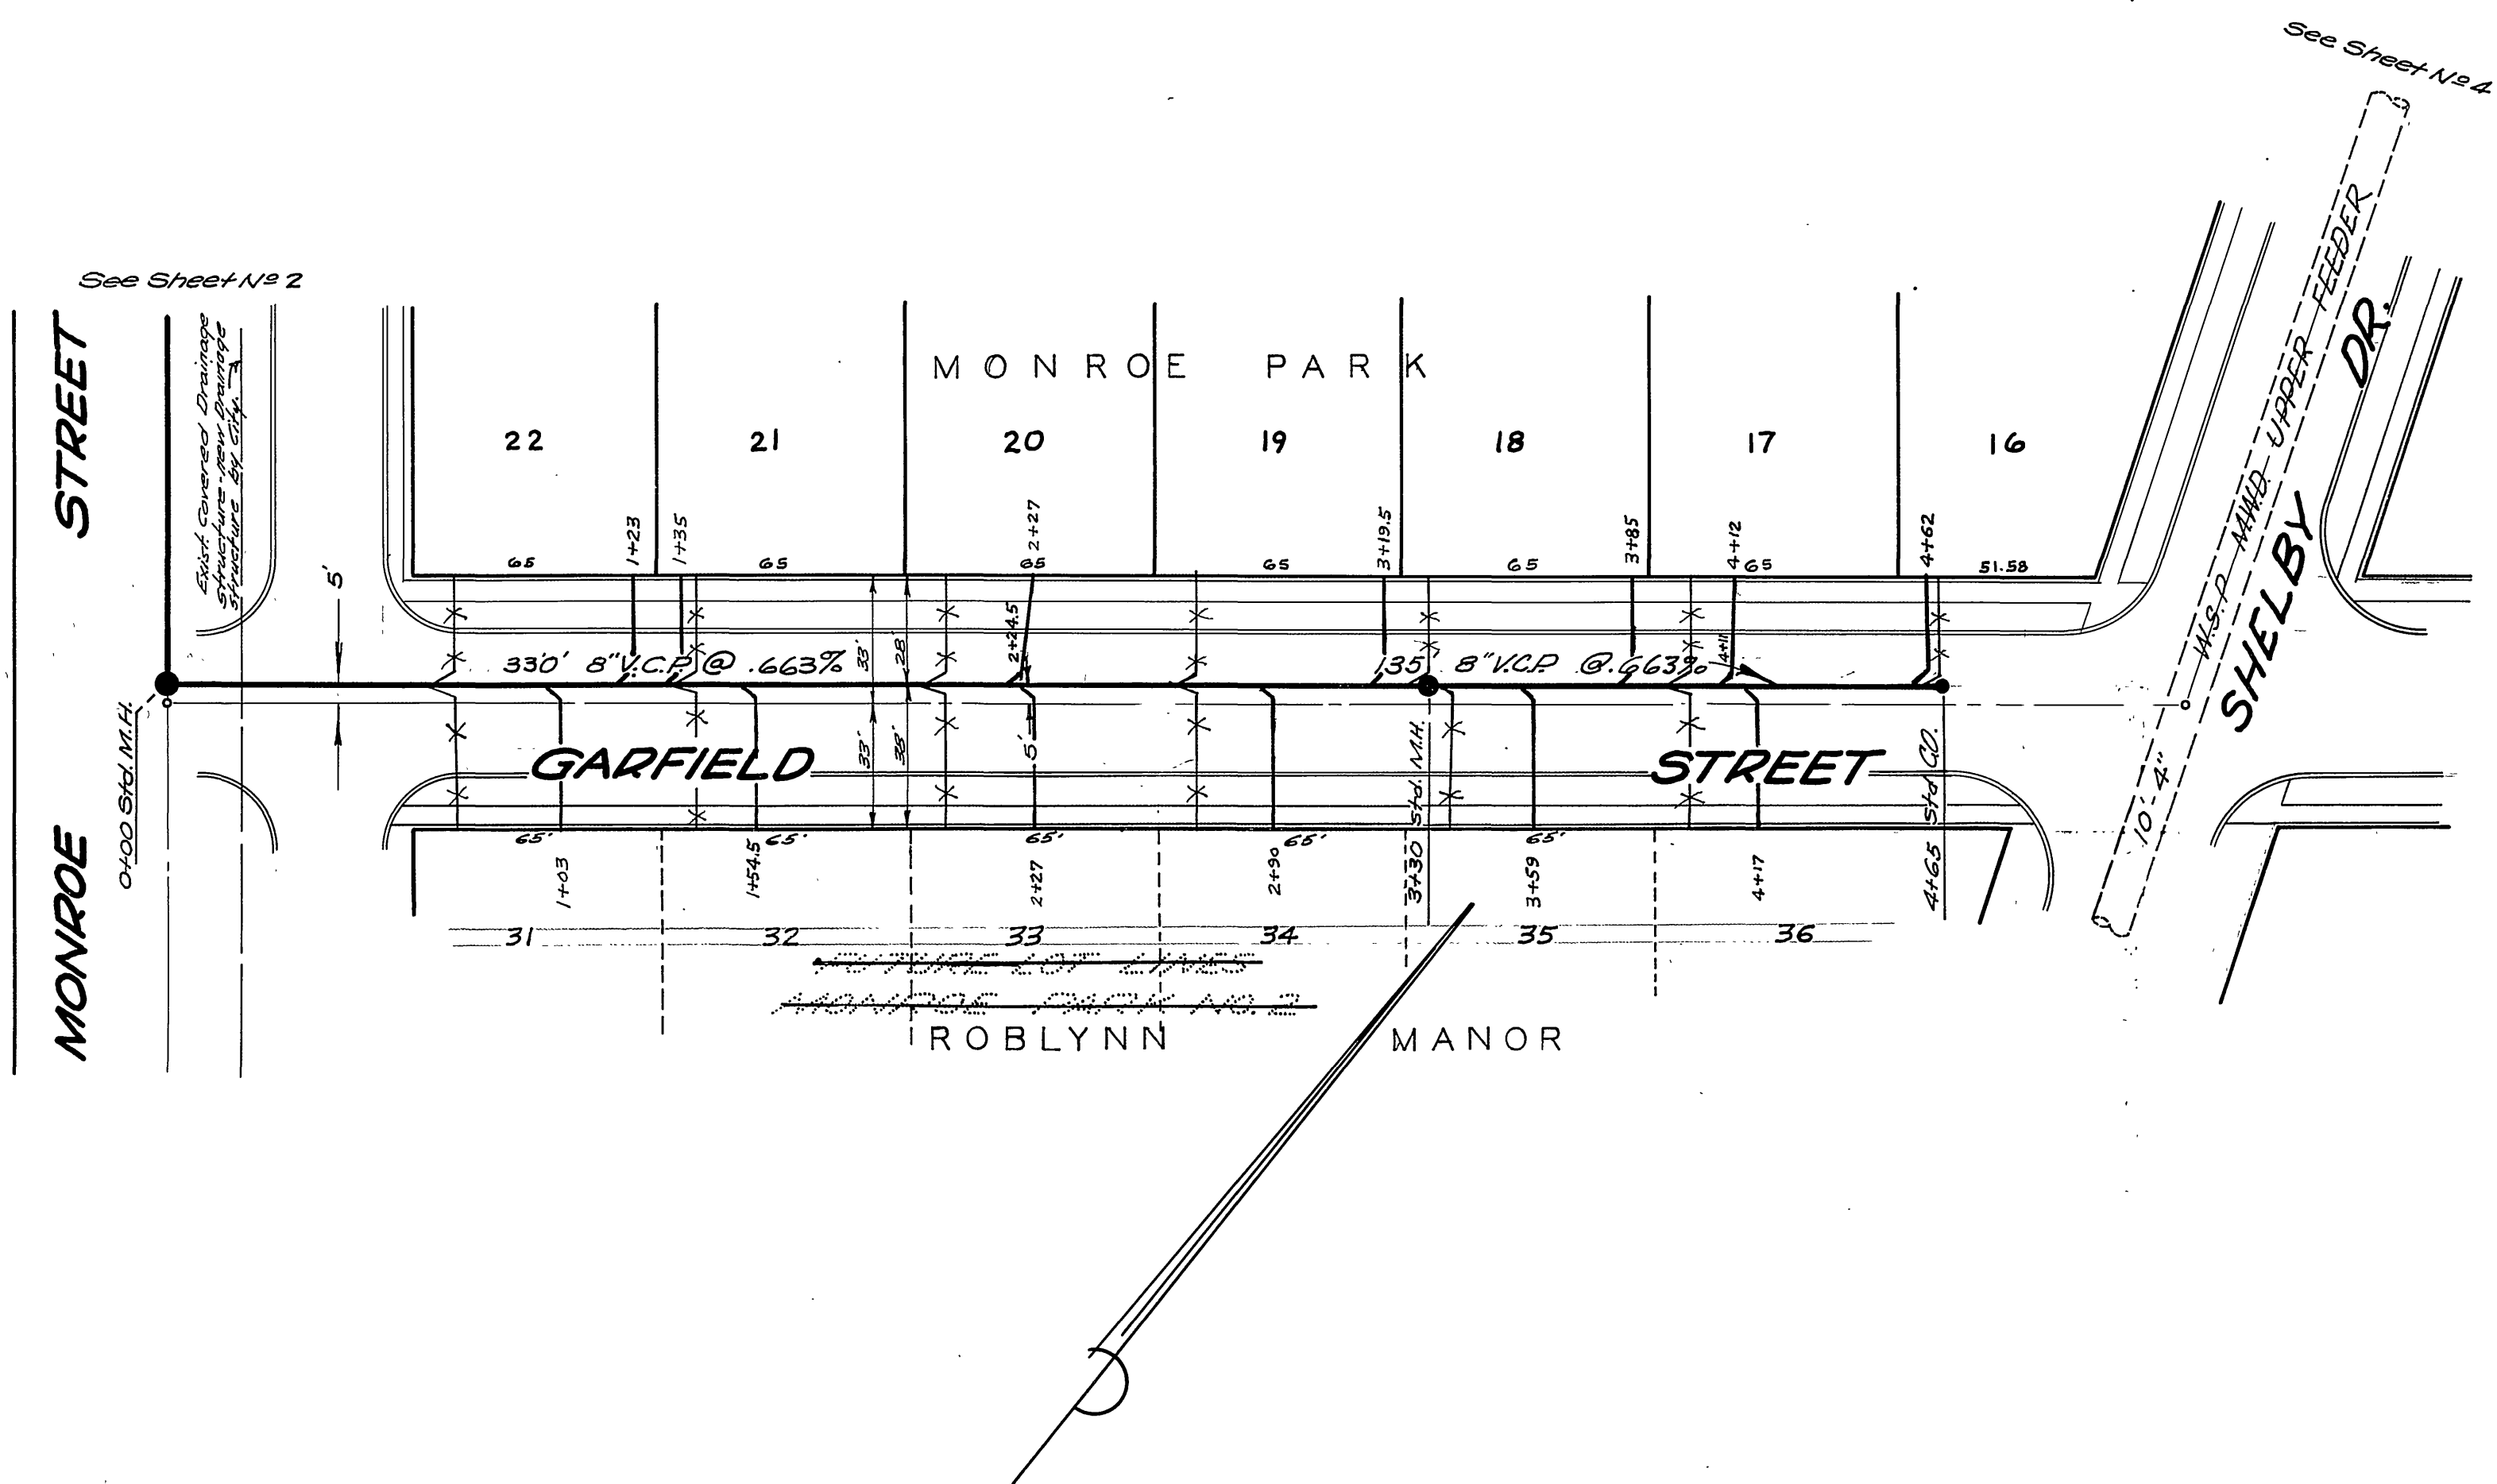 See Sheet Nº 4
See Sheet Nº 2
MONROE STREET
Exist. Covered Drainage
Structure - new Drainage
structure by City.
MONROE PARK
22
21
20
19
18
17
16
1+23
1+35
2+27
3+19.5
3+85
4+12
4+62
65
65
65
65
65
65
51.58
5'
2+24.5
4+11
33'
28'
330' 8" V.C.P. @ .663%
135' 8" V.C.P. @ .663%
0+00 Std. M.H.
33'
38'
5'
GARFIELD STREET
3+30 Std. M.H.
4+65 Std C.O.
W.S.P. M.W.D. UPPER FEEDER
SHELBY DR.
10'-4"
65'
65'
65'
65'
65'
1+03
1+54.5
2+27
2+90
3+59
4+17
31
32
33
34
35
36
ROBLYNN MANOR